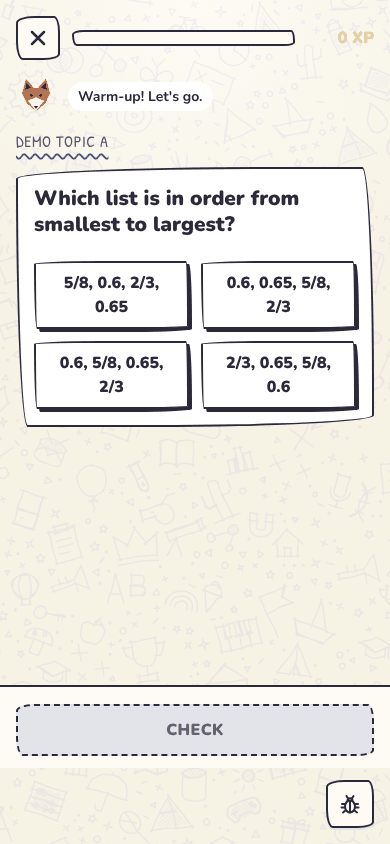 0 XP
Warm-up! Let's go.
DEMO TOPIC A
Which list is in order from
smallest to largest?
5/8, 0.6, 2/3,
0.65
0.6, 0.65, 5/8,
2/3
0.6, 5/8, 0.65,
2/3
2/3, 0.65, 5/8,
0.6
CHECK